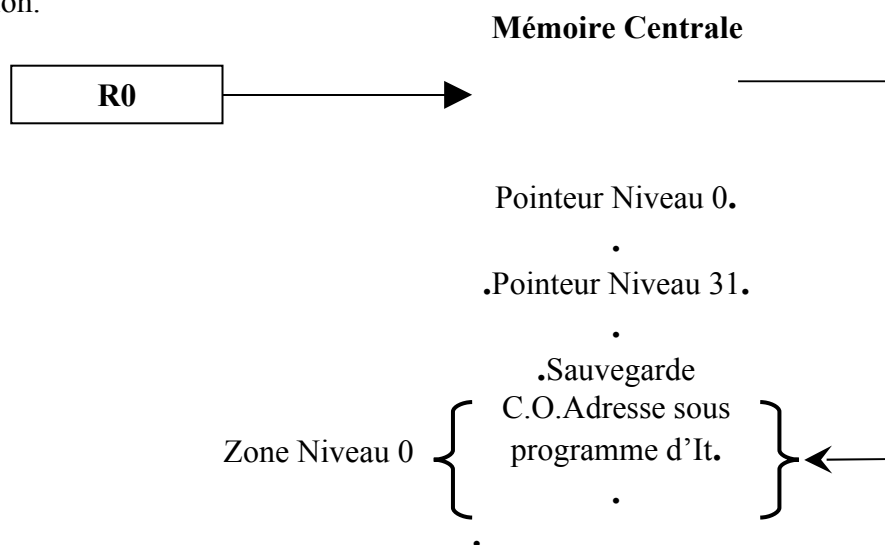 on.
Mémoire Centrale
R0
Pointeur Niveau 0.
.
.Pointeur Niveau 31.
.
.Sauvegarde
C.O.Adresse sous
Zone Niveau 0 programme d’It.
.
.